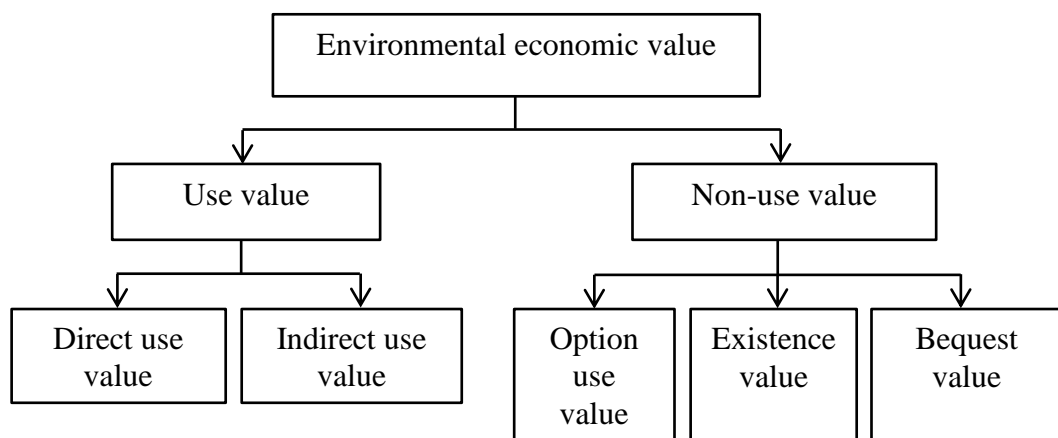 Environmental economic value
Use value
Non-use value
Direct use
value
Indirect use
value
Option
use
value
Existence
value
Bequest
value